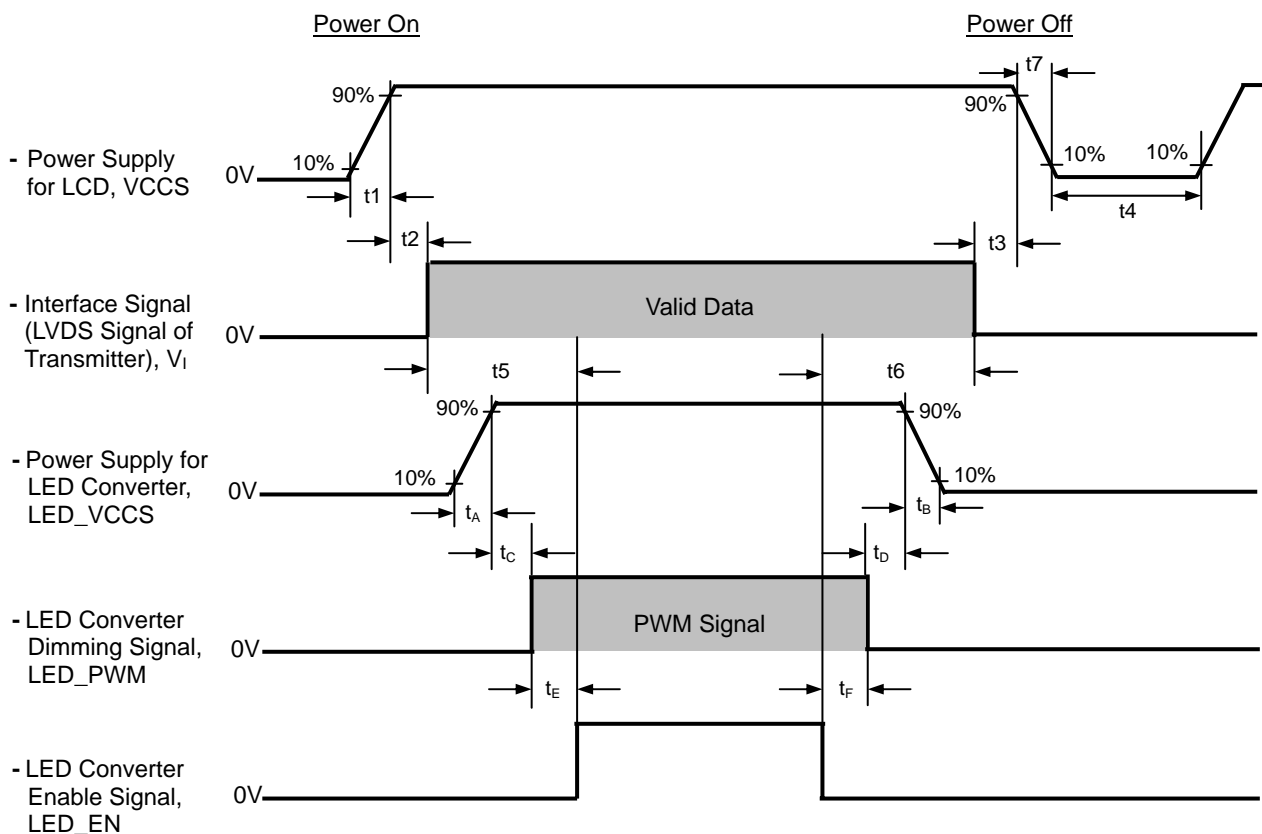 Power On
Power Off
t7
90%
90%
10%
10%
10%
- Power Supply
for LCD, VCCS
0V
t1
t4
t2
t3
- Interface Signal
(LVDS Signal of
Transmitter), VI
0V
Valid Data
t5
t6
90%
90%
- Power Supply for
LED Converter,
LED_VCCS
10%
10%
0V
tA
tB
tC
tD
- LED Converter
Dimming Signal,
LED_PWM
0V
PWM Signal
tE
tF
- LED Converter
Enable Signal,
LED_EN
0V